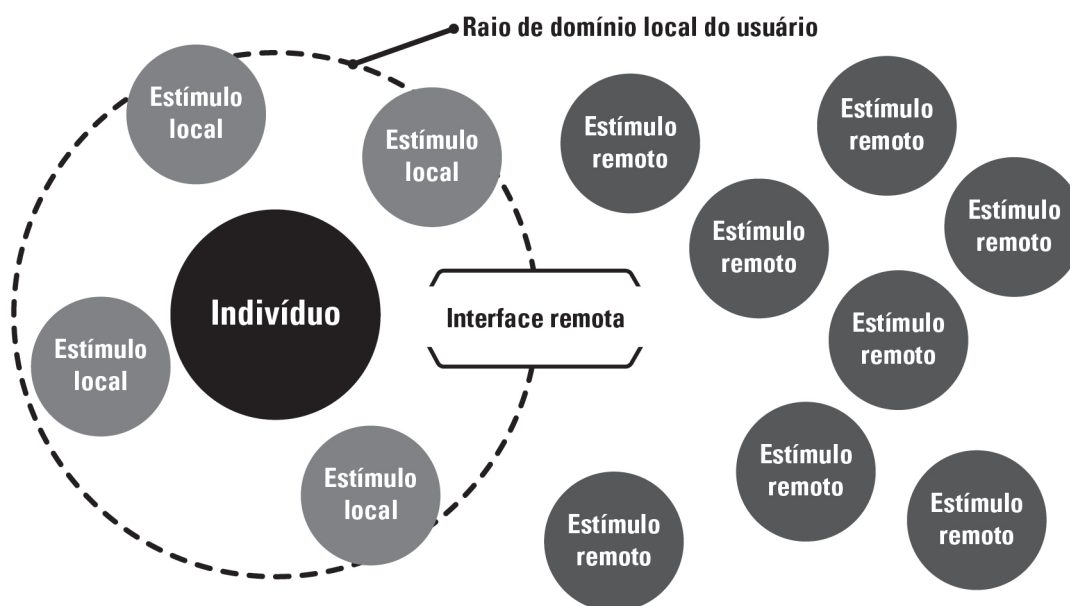 Raio de domínio local do usuário
Estímulo
local
Estímulo
local
Estímulo
local
Estímulo
local
Indivíduo
Interface remota
Estímulo
remoto
Estímulo
remoto
Estímulo
remoto
Estímulo
remoto
Estímulo
remoto
Estímulo
remoto
Estímulo
remoto
Estímulo
remoto